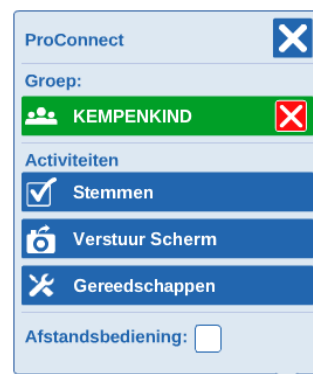 ProConnect
Groep:
KEMPENKIND
Activiteiten
Stemmen
Verstuur Scherm
Gereedschappen
Afstandsbediening: